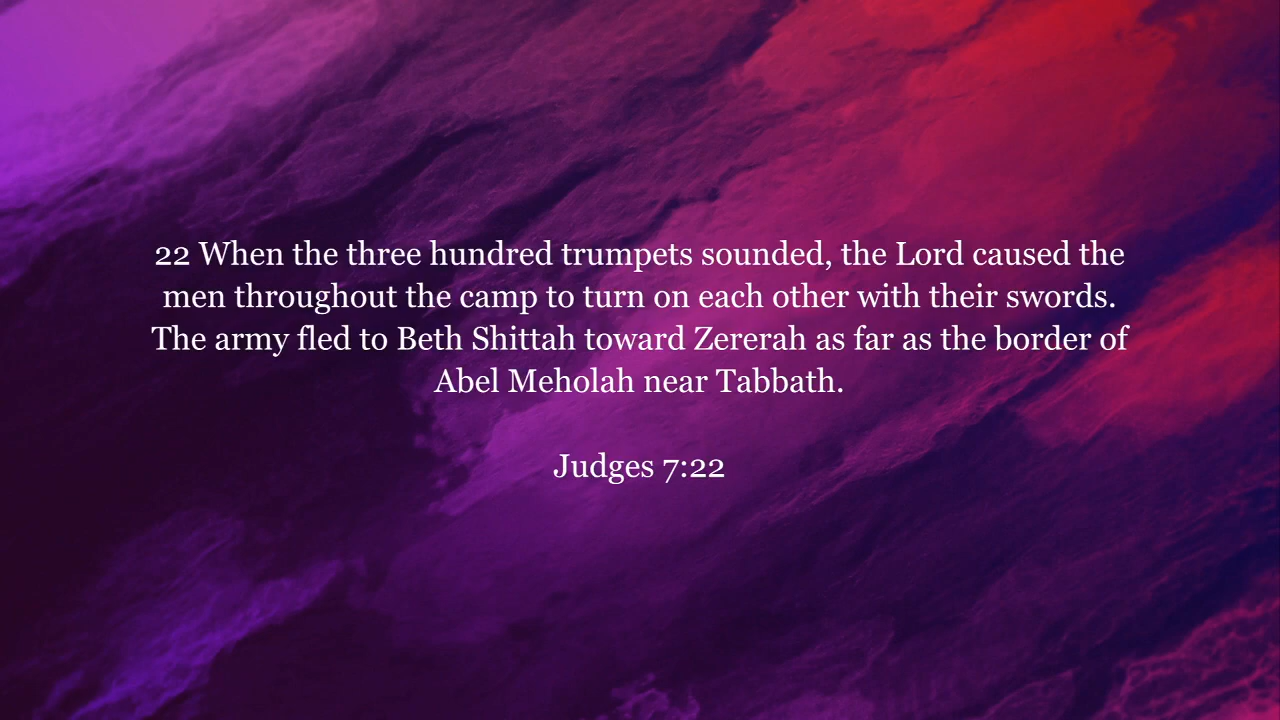 22 When the three hundred trumpets sounded, the Lord caused the
men throughout the camp to turn on each other with their swords.
The army fled to Beth Shittah toward Zererah as far as the border of
Abel Meholah near Tabbath.
Judges 7:22